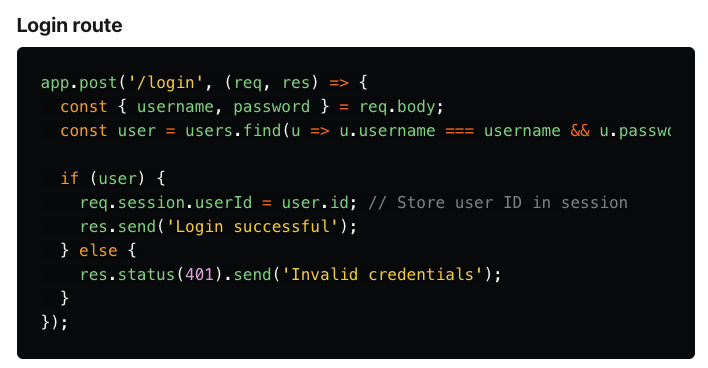 Login route
app.post('/login', (req, res) => {
const { username, password } = req.body;
const user = users.find(u => u.username === username && u.passw
if (user) {
req.session.userId = user.id; // Store user ID in session
res.send('Login successful');
} else {
res.status(401).send('Invalid credentials');
}
});